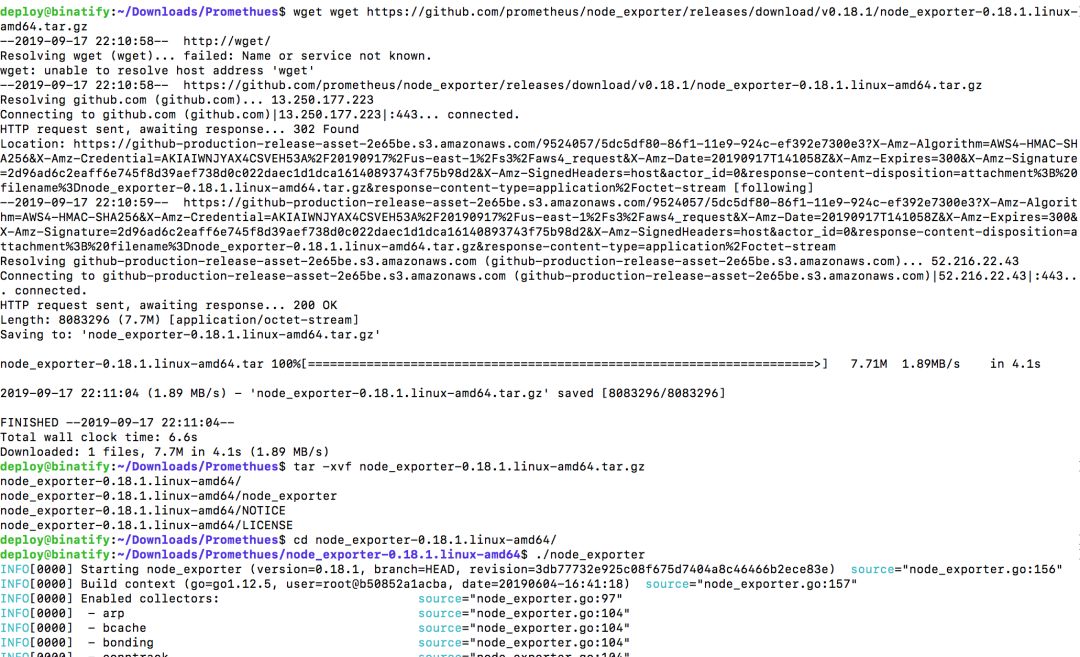 deploy@binatify:~/Downloads/Promethues$ wget wget https://github.com/prometheus/node_exporter/releases/download/v0.18.1/node_exporter-0.18.1.linux-
amd64.tar.gz
--2019-09-17 22:10:58--  http://wget/
Resolving wget (wget)... failed: Name or service not known.
wget: unable to resolve host address 'wget'
--2019-09-17 22:10:58--  https://github.com/prometheus/node_exporter/releases/download/v0.18.1/node_exporter-0.18.1.linux-amd64.tar.gz
Resolving github.com (github.com)... 13.250.177.223
Connecting to github.com (github.com)|13.250.177.223|:443... connected.
HTTP request sent, awaiting response... 302 Found
Location: https://github-production-release-asset-2e65be.s3.amazonaws.com/9524057/5dc5df80-86f1-11e9-924c-ef392e7300e3?X-Amz-Algorithm=AWS4-HMAC-SH
A256&X-Amz-Credential=AKIAIWNJYAX4CSVEH53A%2F20190917%2Fus-east-1%2Fs3%2Faws4_request&X-Amz-Date=20190917T141058Z&X-Amz-Expires=300&X-Amz-Signature
=2d96ad6c2eaff6e745f8d39aef738d0c022daec1d1dca16140893743f75b98d2&X-Amz-SignedHeaders=host&actor_id=0&response-content-disposition=attachment%3B%20
filename%3Dnode_exporter-0.18.1.linux-amd64.tar.gz&response-content-type=application%2Foctet-stream [following]
--2019-09-17 22:10:59--  https://github-production-release-asset-2e65be.s3.amazonaws.com/9524057/5dc5df80-86f1-11e9-924c-ef392e7300e3?X-Amz-Algorit
hm=AWS4-HMAC-SHA256&X-Amz-Credential=AKIAIWNJYAX4CSVEH53A%2F20190917%2Fus-east-1%2Fs3%2Faws4_request&X-Amz-Date=20190917T141058Z&X-Amz-Expires=300&
X-Amz-Signature=2d96ad6c2eaff6e745f8d39aef738d0c022daec1d1dca16140893743f75b98d2&X-Amz-SignedHeaders=host&actor_id=0&response-content-disposition=a
ttachment%3B%20filename%3Dnode_exporter-0.18.1.linux-amd64.tar.gz&response-content-type=application%2Foctet-stream
Resolving github-production-release-asset-2e65be.s3.amazonaws.com (github-production-release-asset-2e65be.s3.amazonaws.com)... 52.216.22.43
Connecting to github-production-release-asset-2e65be.s3.amazonaws.com (github-production-release-asset-2e65be.s3.amazonaws.com)|52.216.22.43|:443..
. connected.
HTTP request sent, awaiting response... 200 OK
Length: 8083296 (7.7M) [application/octet-stream]
Saving to: 'node_exporter-0.18.1.linux-amd64.tar.gz'
node_exporter-0.18.1.linux-amd64.tar 100%[=====================================================================>]   7.71M  1.89MB/s    in 4.1s
2019-09-17 22:11:04 (1.89 MB/s) - 'node_exporter-0.18.1.linux-amd64.tar.gz' saved [8083296/8083296]
FINISHED --2019-09-17 22:11:04--
Total wall clock time: 6.6s
Downloaded: 1 files, 7.7M in 4.1s (1.89 MB/s)
deploy@binatify:~/Downloads/Promethues$ tar -xvf node_exporter-0.18.1.linux-amd64.tar.gz
node_exporter-0.18.1.linux-amd64/
node_exporter-0.18.1.linux-amd64/node_exporter
node_exporter-0.18.1.linux-amd64/NOTICE
node_exporter-0.18.1.linux-amd64/LICENSE
deploy@binatify:~/Downloads/Promethues$ cd node_exporter-0.18.1.linux-amd64/
deploy@binatify:~/Downloads/Promethues/node_exporter-0.18.1.linux-amd64$ ./node_exporter
INFO[0000] Starting node_exporter (version=0.18.1, branch=HEAD, revision=3db77732e925c08f675d7404a8c46466b2ece83e)  source="node_exporter.go:156"
INFO[0000] Build context (go=go1.12.5, user=root@b50852a1acba, date=20190604-16:41:18)  source="node_exporter.go:157"
INFO[0000] Enabled collectors:                           source="node_exporter.go:97"
INFO[0000]  - arp                                        source="node_exporter.go:104"
INFO[0000]  - bcache                                     source="node_exporter.go:104"
INFO[0000]  - bonding                                    source="node_exporter.go:104"
INFO[0000]  - conntrack                                  source="node_exporter.go:104"